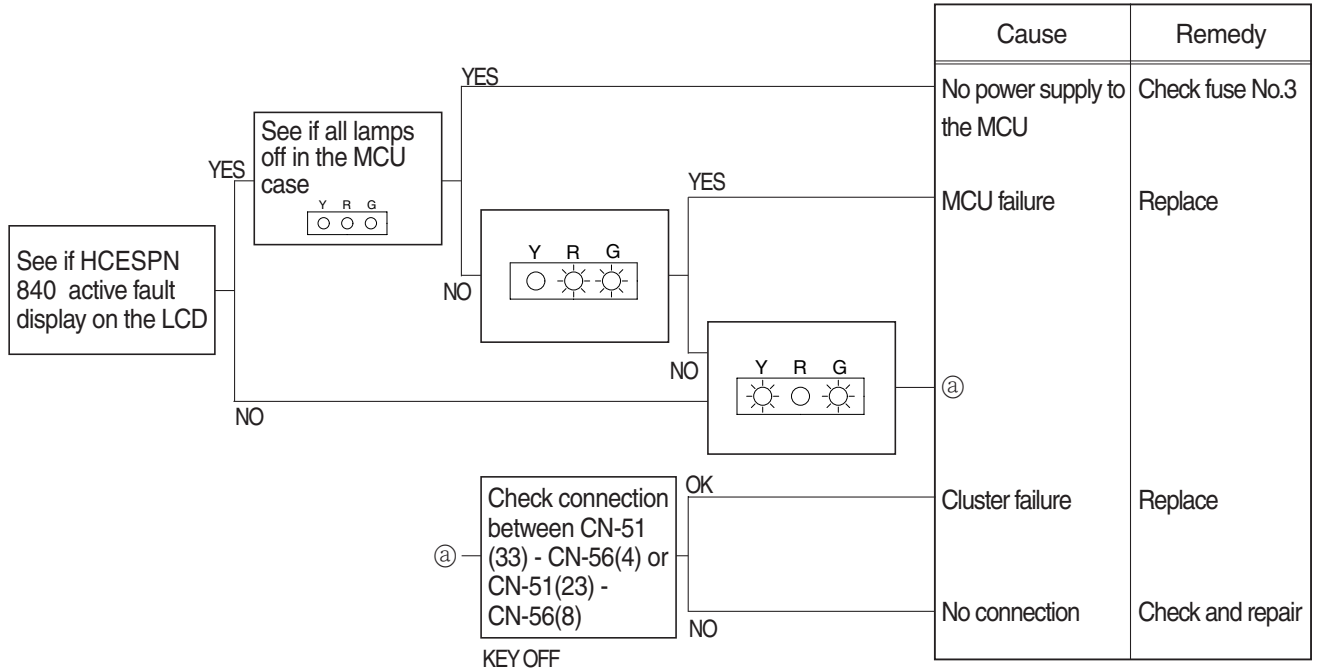 Cause
Remedy
YES
No power supply to
the MCU
Check fuse No.3
See if all lamps
off in the MCU
case
Y R G
YES
YES
MCU failure
Replace
See if HCESPN
840 active fault
display on the LCD
Y R G
NO
NO
Y R G
ⓐ
NO
Check connection
between CN-51
(33) - CN-56(4) or
CN-51(23) -
CN-56(8)
ⓐ
OK
Cluster failure
Replace
NO
No connection
Check and repair
KEY OFF